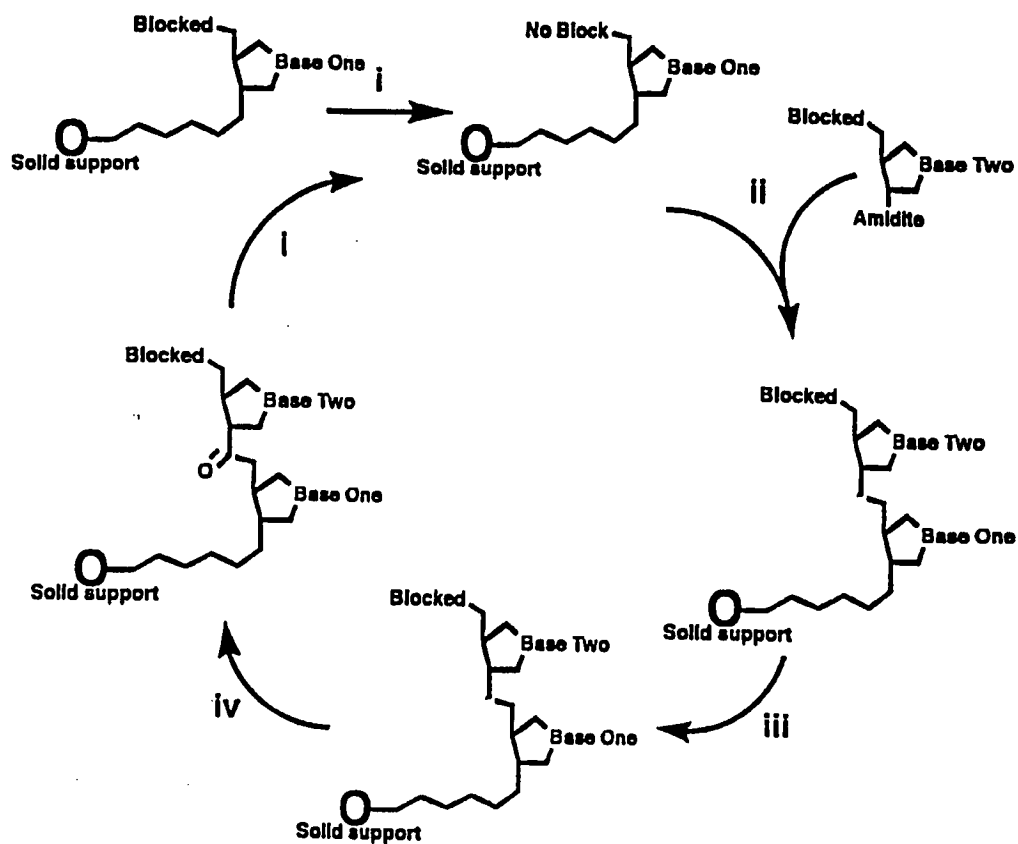 Blocked
Base One
Solid support
i
No Block
Base One
Solid support
Blocked
Base Two
Amidite
ii
i
Blocked
Base Two
O
Base One
Solid support
Blocked
Base Two
Base One
Solid support
iii
Blocked
Base Two
Base One
Solid support
iv